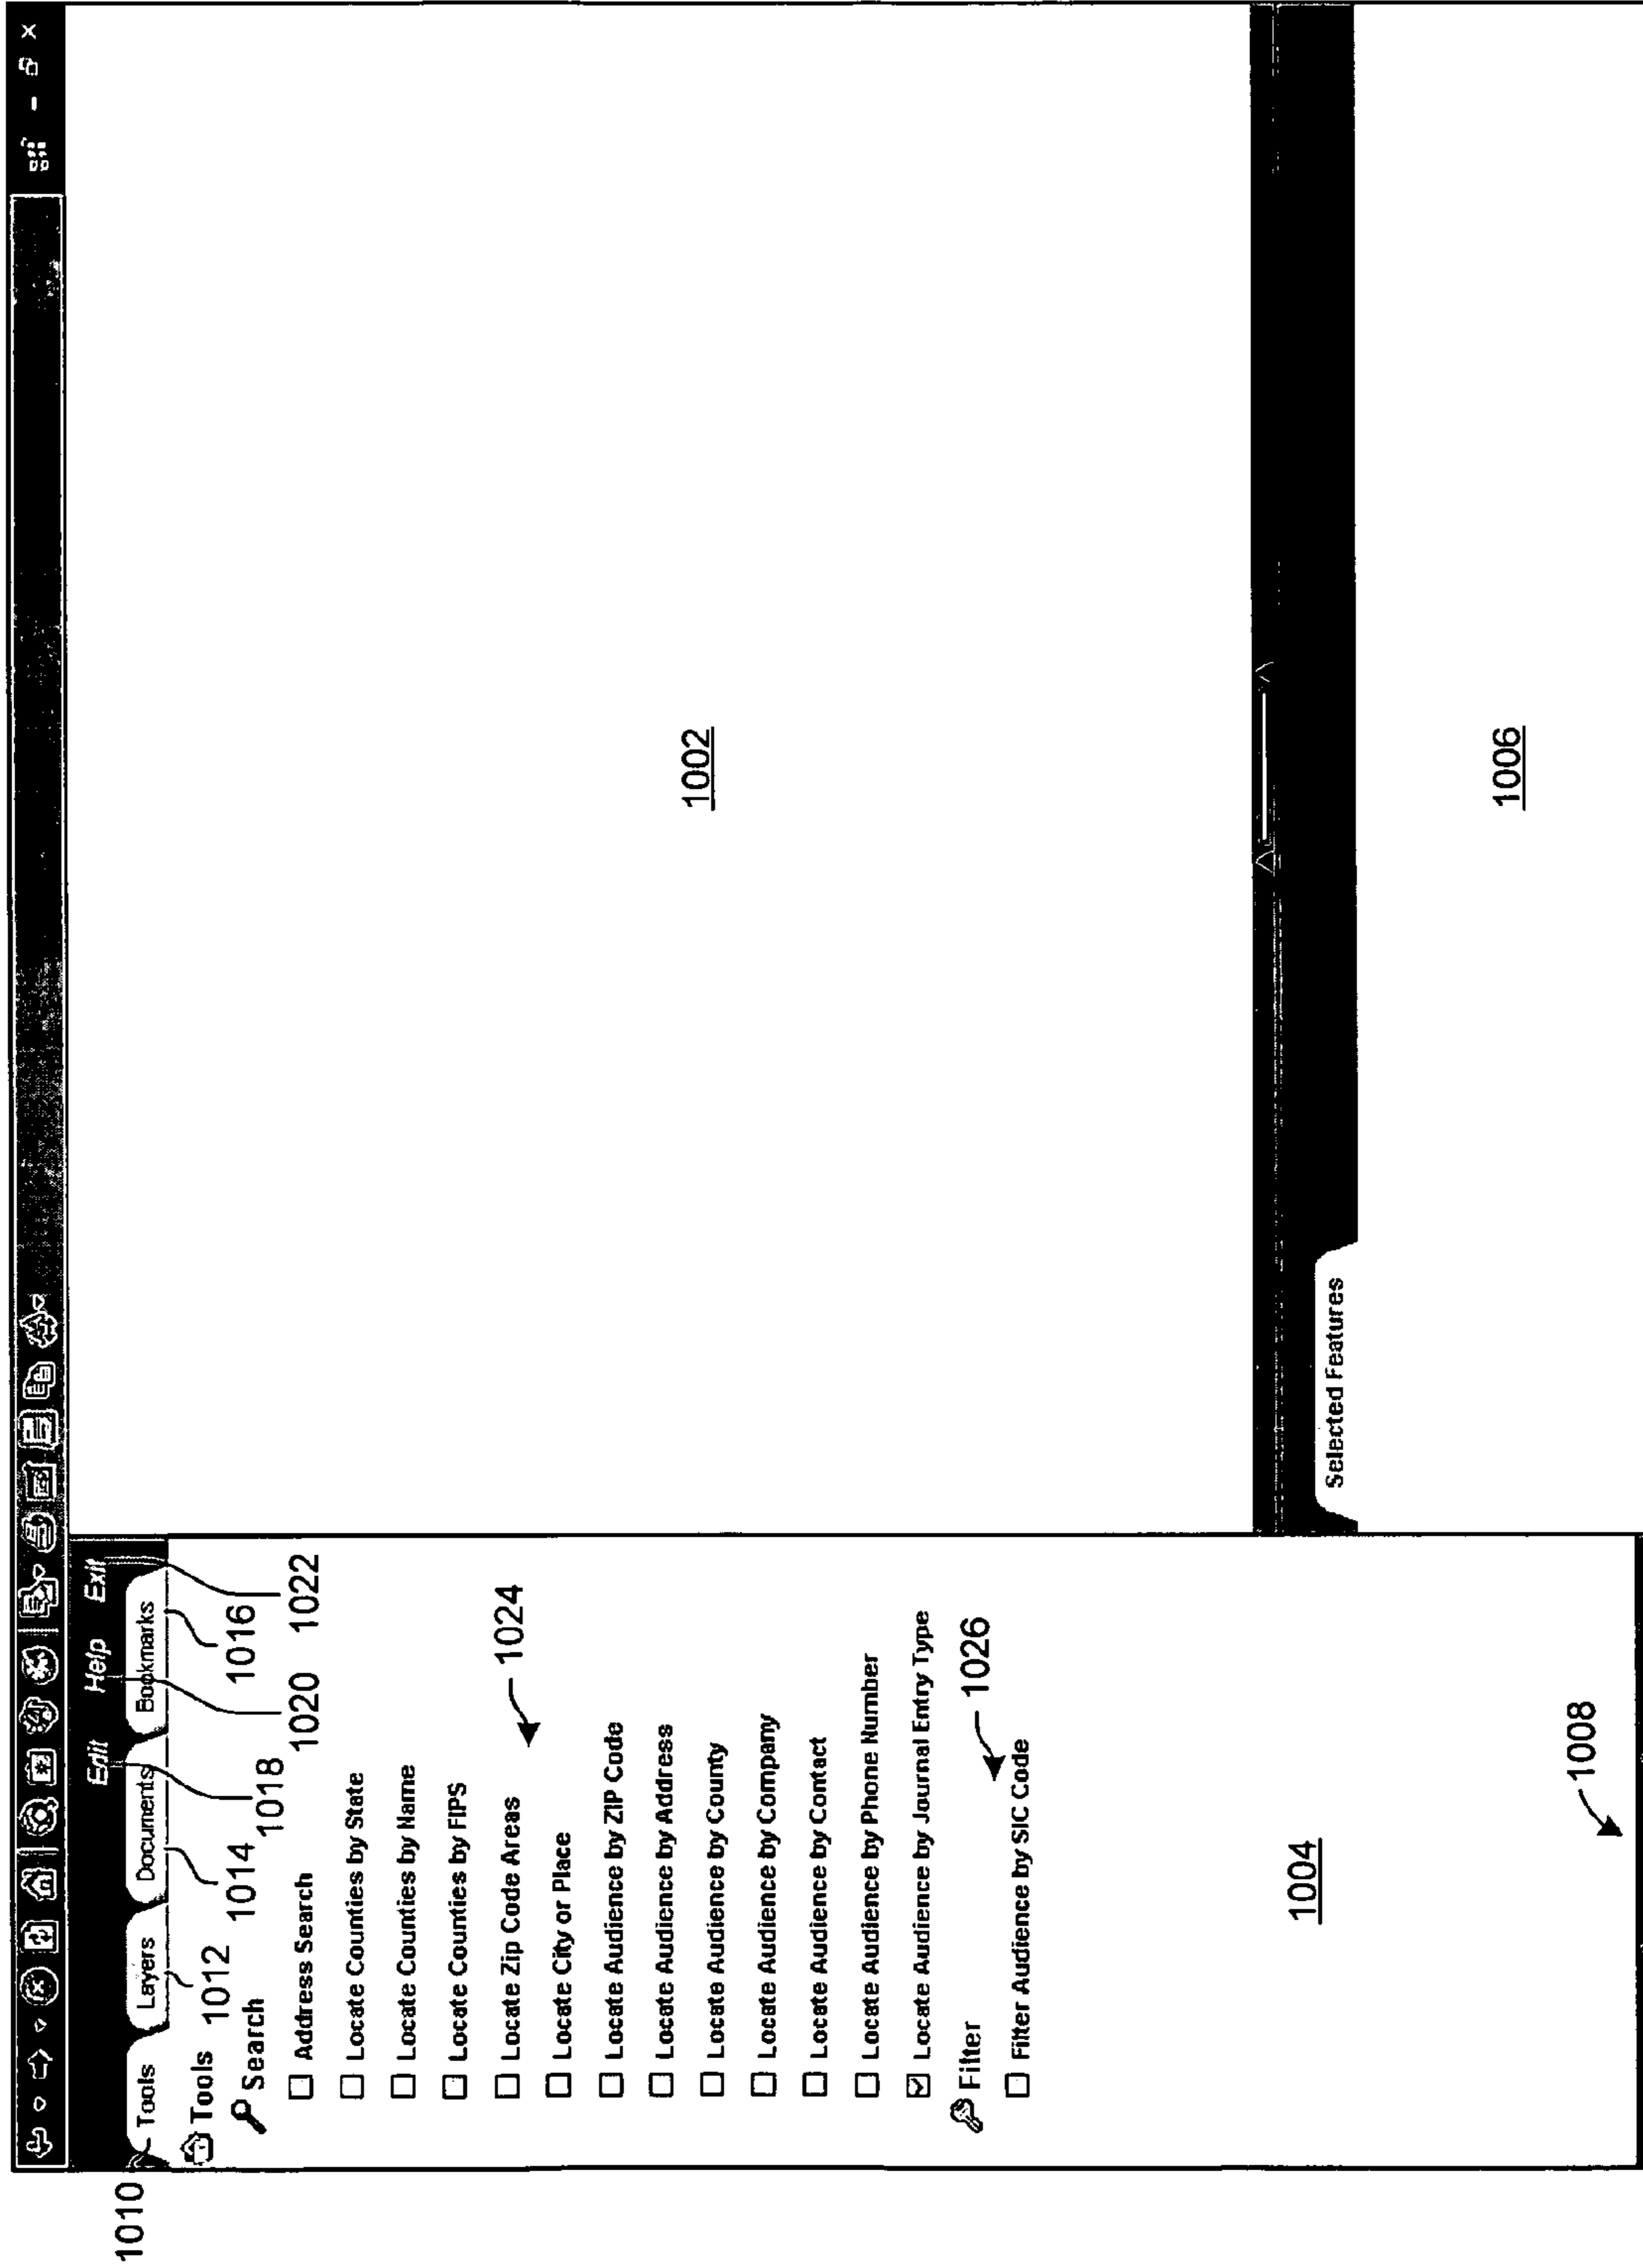 Edit Help Exit
1010
Tools Layers Documents Bookmarks
Tools 1012 1014 1018 1016
Search 1020 1022
Address Search
Locate Counties by State
Locate Counties by Name
Locate Counties by FIPS
Locate Zip Code Areas 1024
Locate City or Place
Locate Audience by ZIP Code
Locate Audience by Address
Locate Audience by County
Locate Audience by Company
Locate Audience by Contact
Locate Audience by Phone Number
Locate Audience by Journal Entry Type
Filter 1026
Filter Audience by SIC Code
1004
1008
1002
Selected Features
1006